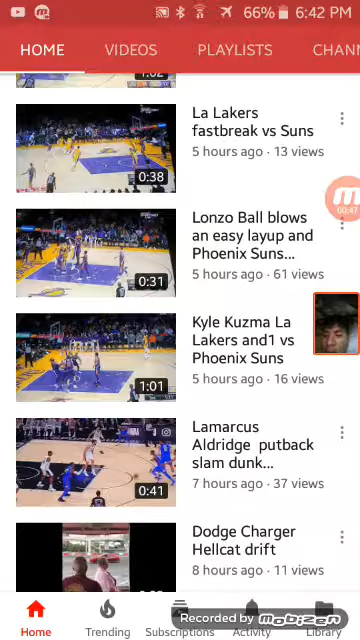 66% 6:42 PM
HOME VIDEOS PLAYLISTS CHANN
1:02
La Lakers
fastbreak vs Suns
5 hours ago · 13 views
0:38
00:47
Lonzo Ball blows
an easy layup and
Phoenix Suns...
5 hours ago · 61 views
0:31
Kyle Kuzma La
Lakers and1 vs
Phoenix Suns
5 hours ago · 16 views
1:01
Lamarcus
Aldridge putback
slam dunk...
7 hours ago · 37 views
0:41
Dodge Charger
Hellcat drift
8 hours ago · 11 views
Recorded by Mobizen
Home Trending Subscriptions Activity Library